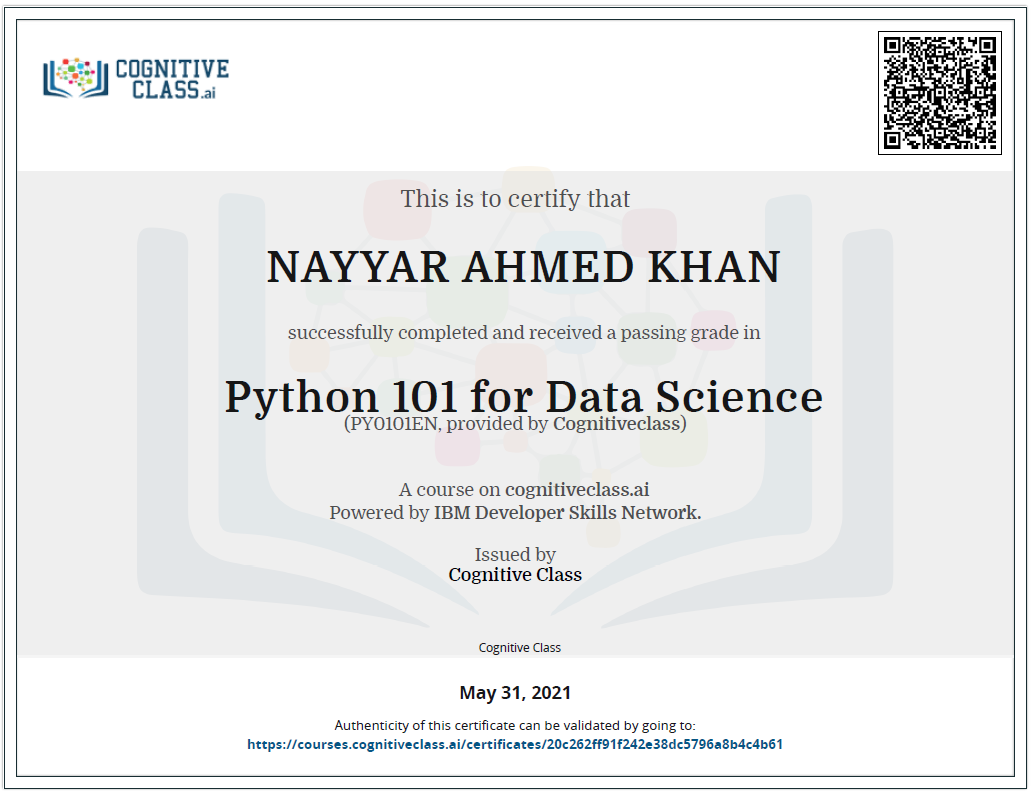 COGNITIVE
CLASS.ai
This is to certify that
NAYYAR AHMED KHAN
successfully completed and received a passing grade in
Python 101 for Data Science
(PY0101EN, provided by Cognitiveclass)
A course on cognitiveclass.ai
Powered by IBM Developer Skills Network.
Issued by
Cognitive Class
Cognitive Class
May 31, 2021
Authenticity of this certificate can be validated by going to:
https://courses.cognitiveclass.ai/certificates/20c262ff91f242e38dc5796a8b4c4b61